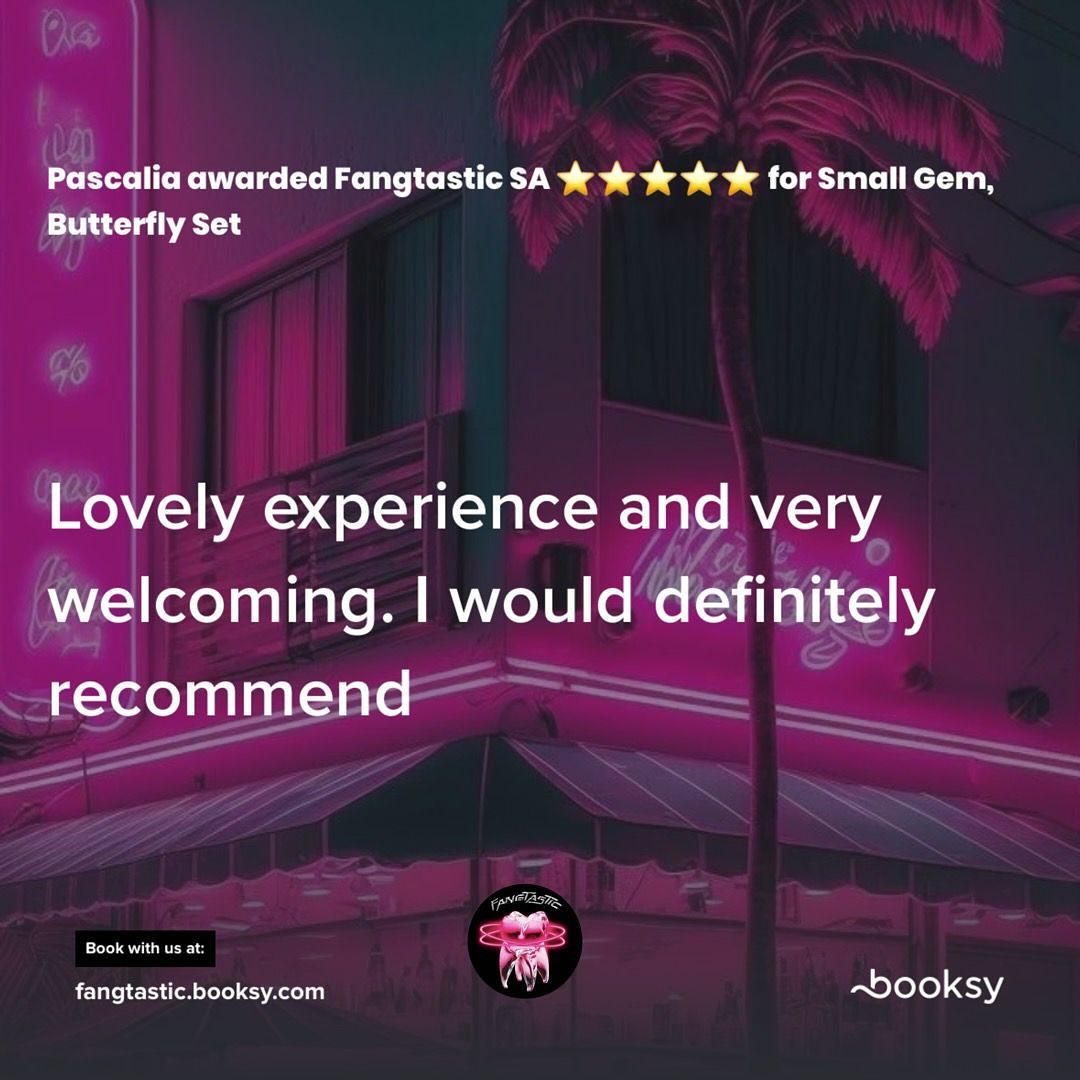 Pascalia awarded Fangtastic SA ⭐⭐⭐⭐⭐ for Small Gem,
Butterfly Set
Lovely experience and very
welcoming. I would definitely
recommend
FANGTASTIC
Book with us at:
fangtastic.booksy.com
booksy